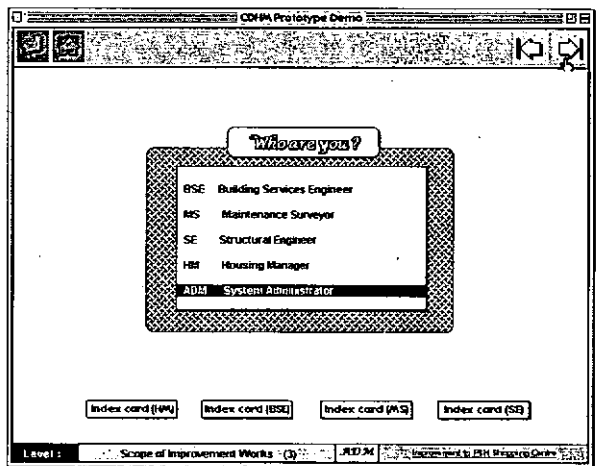 CDHM Prototype Demo
Who are you?
BSE Building Services Engineer
MS Maintenance Surveyor
SE Structural Engineer
HM Housing Manager
ADM System Administrator
Index card (HM) Index card (BSE) Index card (MS) Index card (SE)
Level : Scope of Improvement Works - (3)